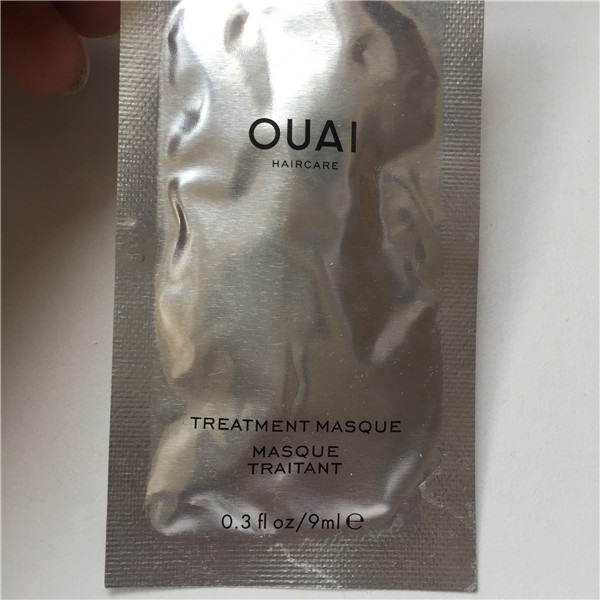 OUAI
HAIRCARE
TREATMENT MASQUE
MASQUE
TRAITANT
0.3 fl oz/9ml ℮